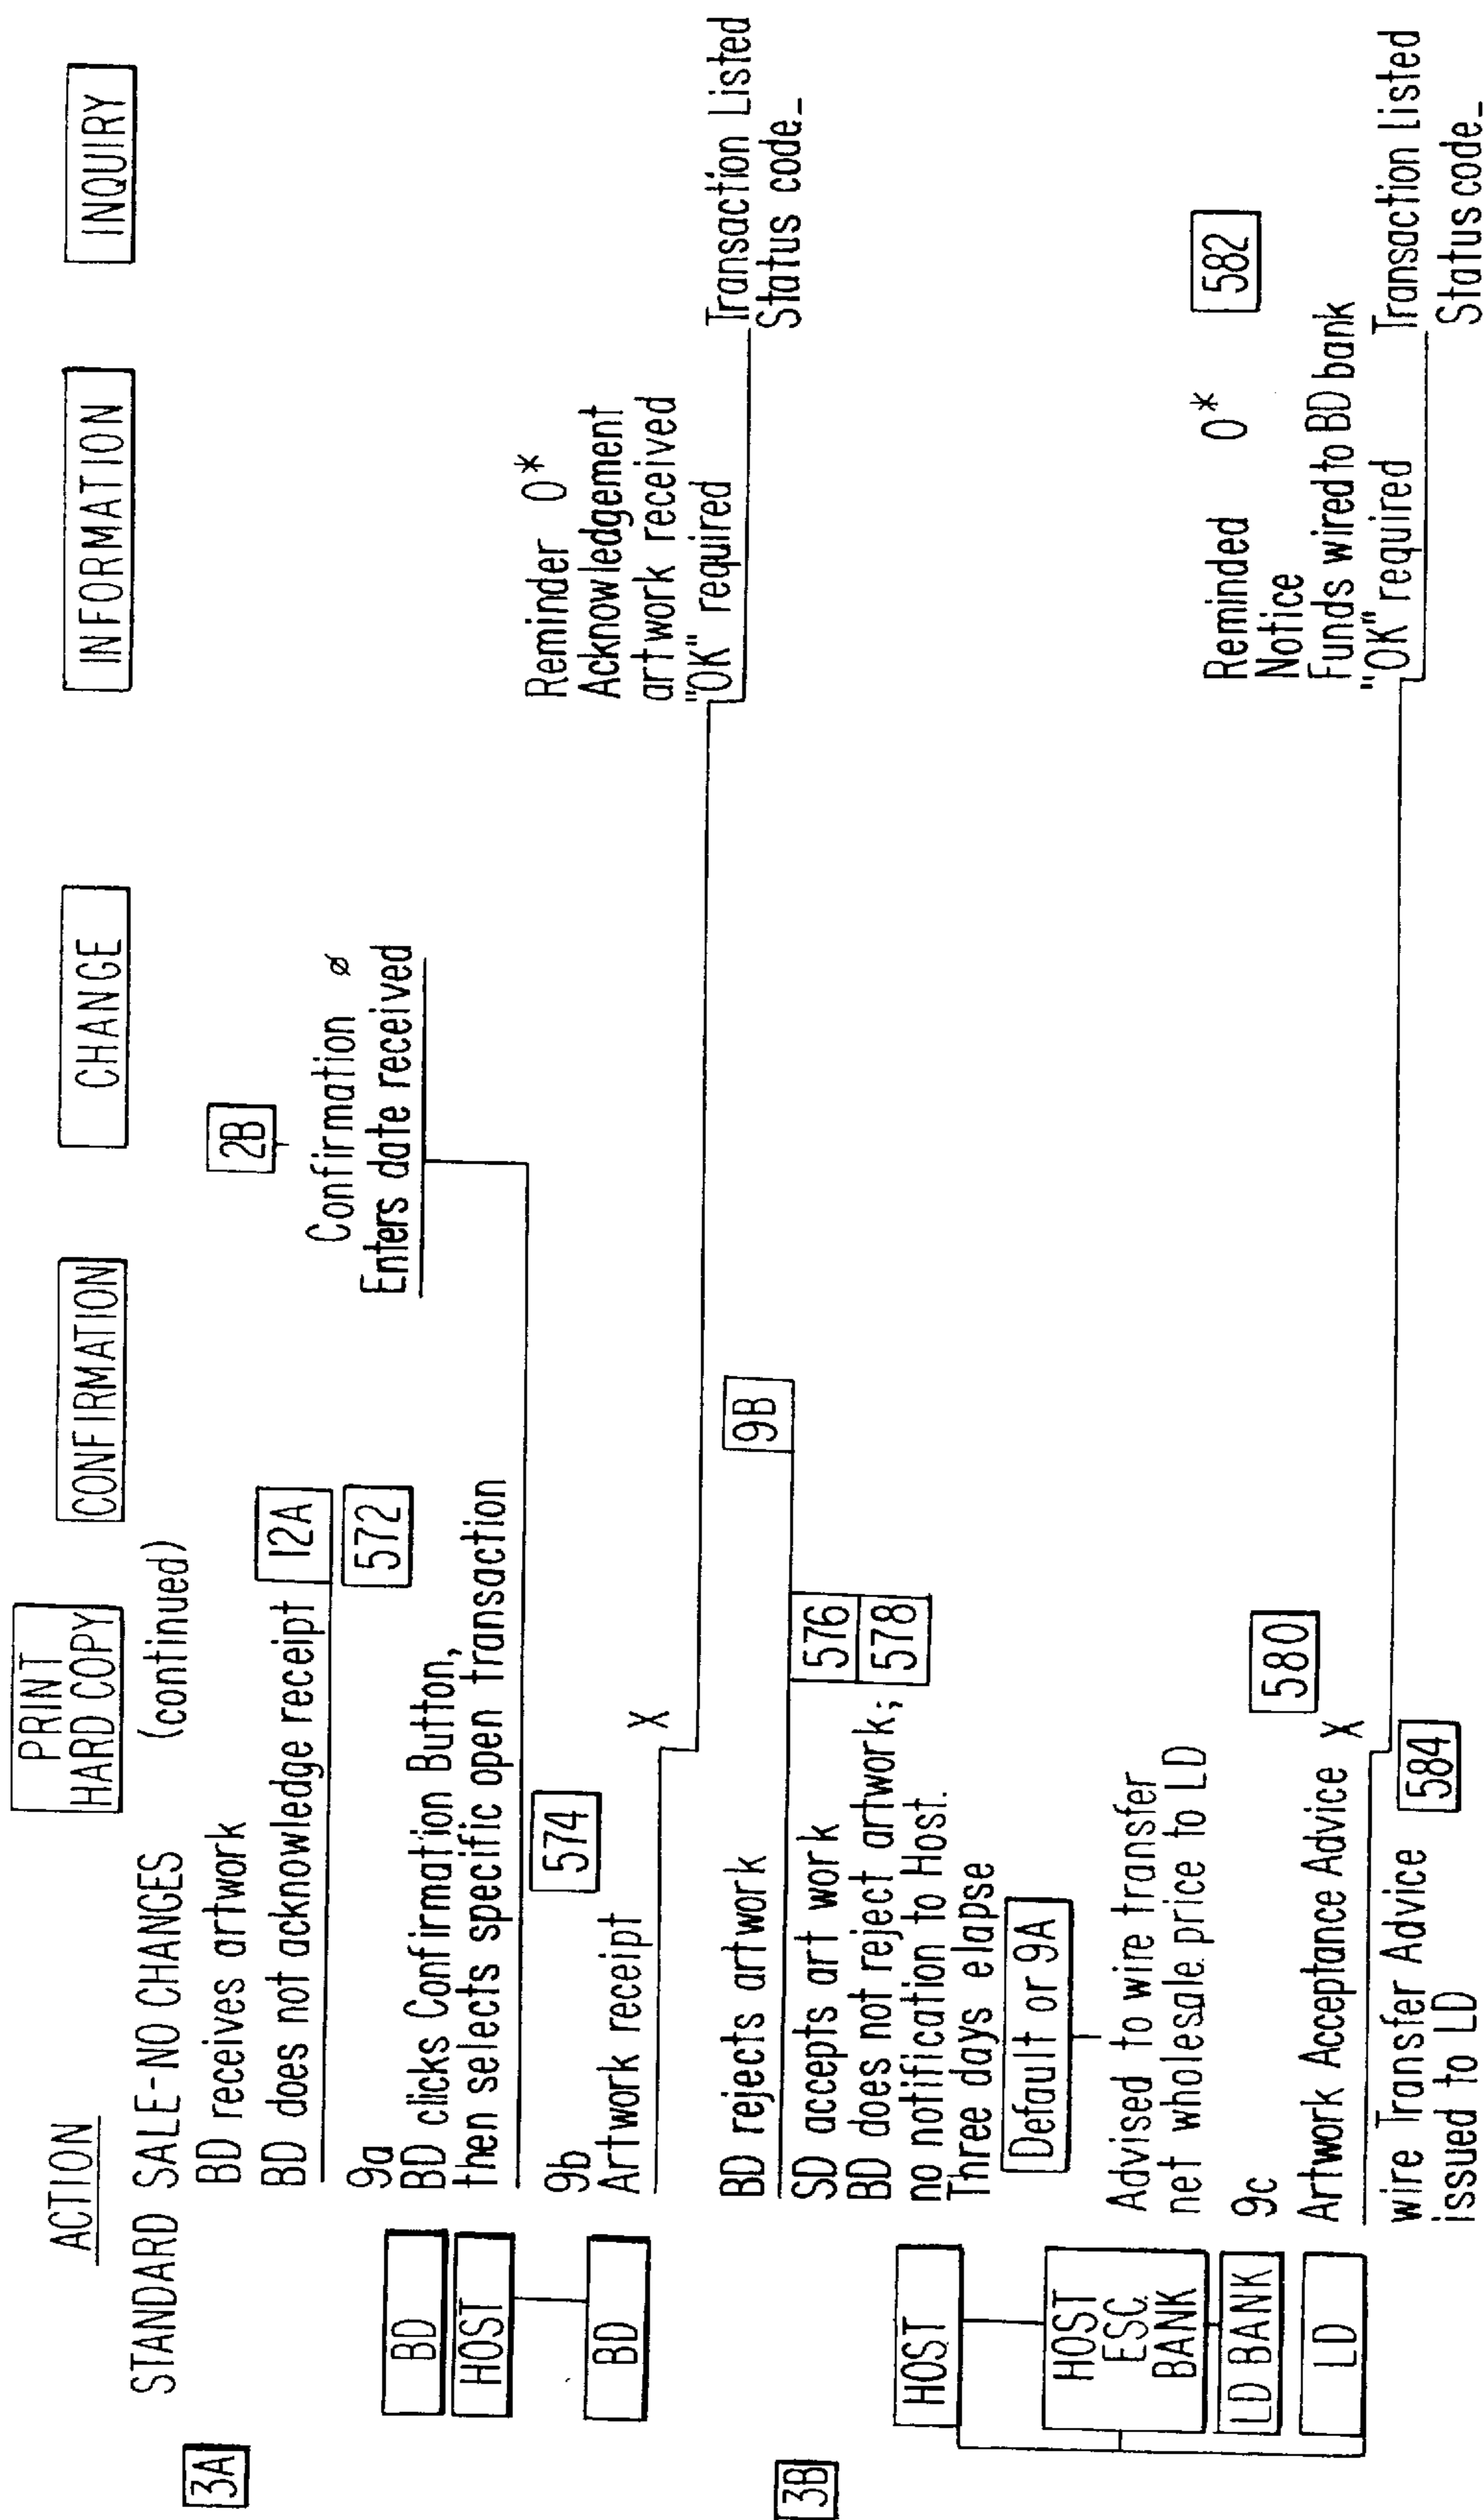 ACTION
PRINT
HARD COPY
CONFIRMATION
CHANGE
INFORMATION
INQUIRY
STANDARD SALE-NO CHANGES (continued)
3A
BD receives artwork
2B
BD does not acknowledge receipt
12A
Confirmation ø
Enters date received
572
9a
BD
BD clicks Confirmation Button,
then selects specific open transaction
HOST
574
9b
BD
Artwork receipt
X
Reminder O*
Acknowledgement
artwork received
"OK" required
Transaction Listed
Status code_
3B
BD rejects artwork
9B
SD accepts art work
576
BD does not reject artwork;
578
no notification to Host.
Three days elapse
HOST
Default or 9A
HOST
ESC.
BANK
Advised to wire transfer
net wholesale price to LD
LD BANK
9c
580
LD
Artwork Acceptance Advice X
Reminded O*
582
Notice
Funds wired to BD bank
"OK" required
Transaction Listed
Status code_
wire Transfer Advice
issued to LD
584